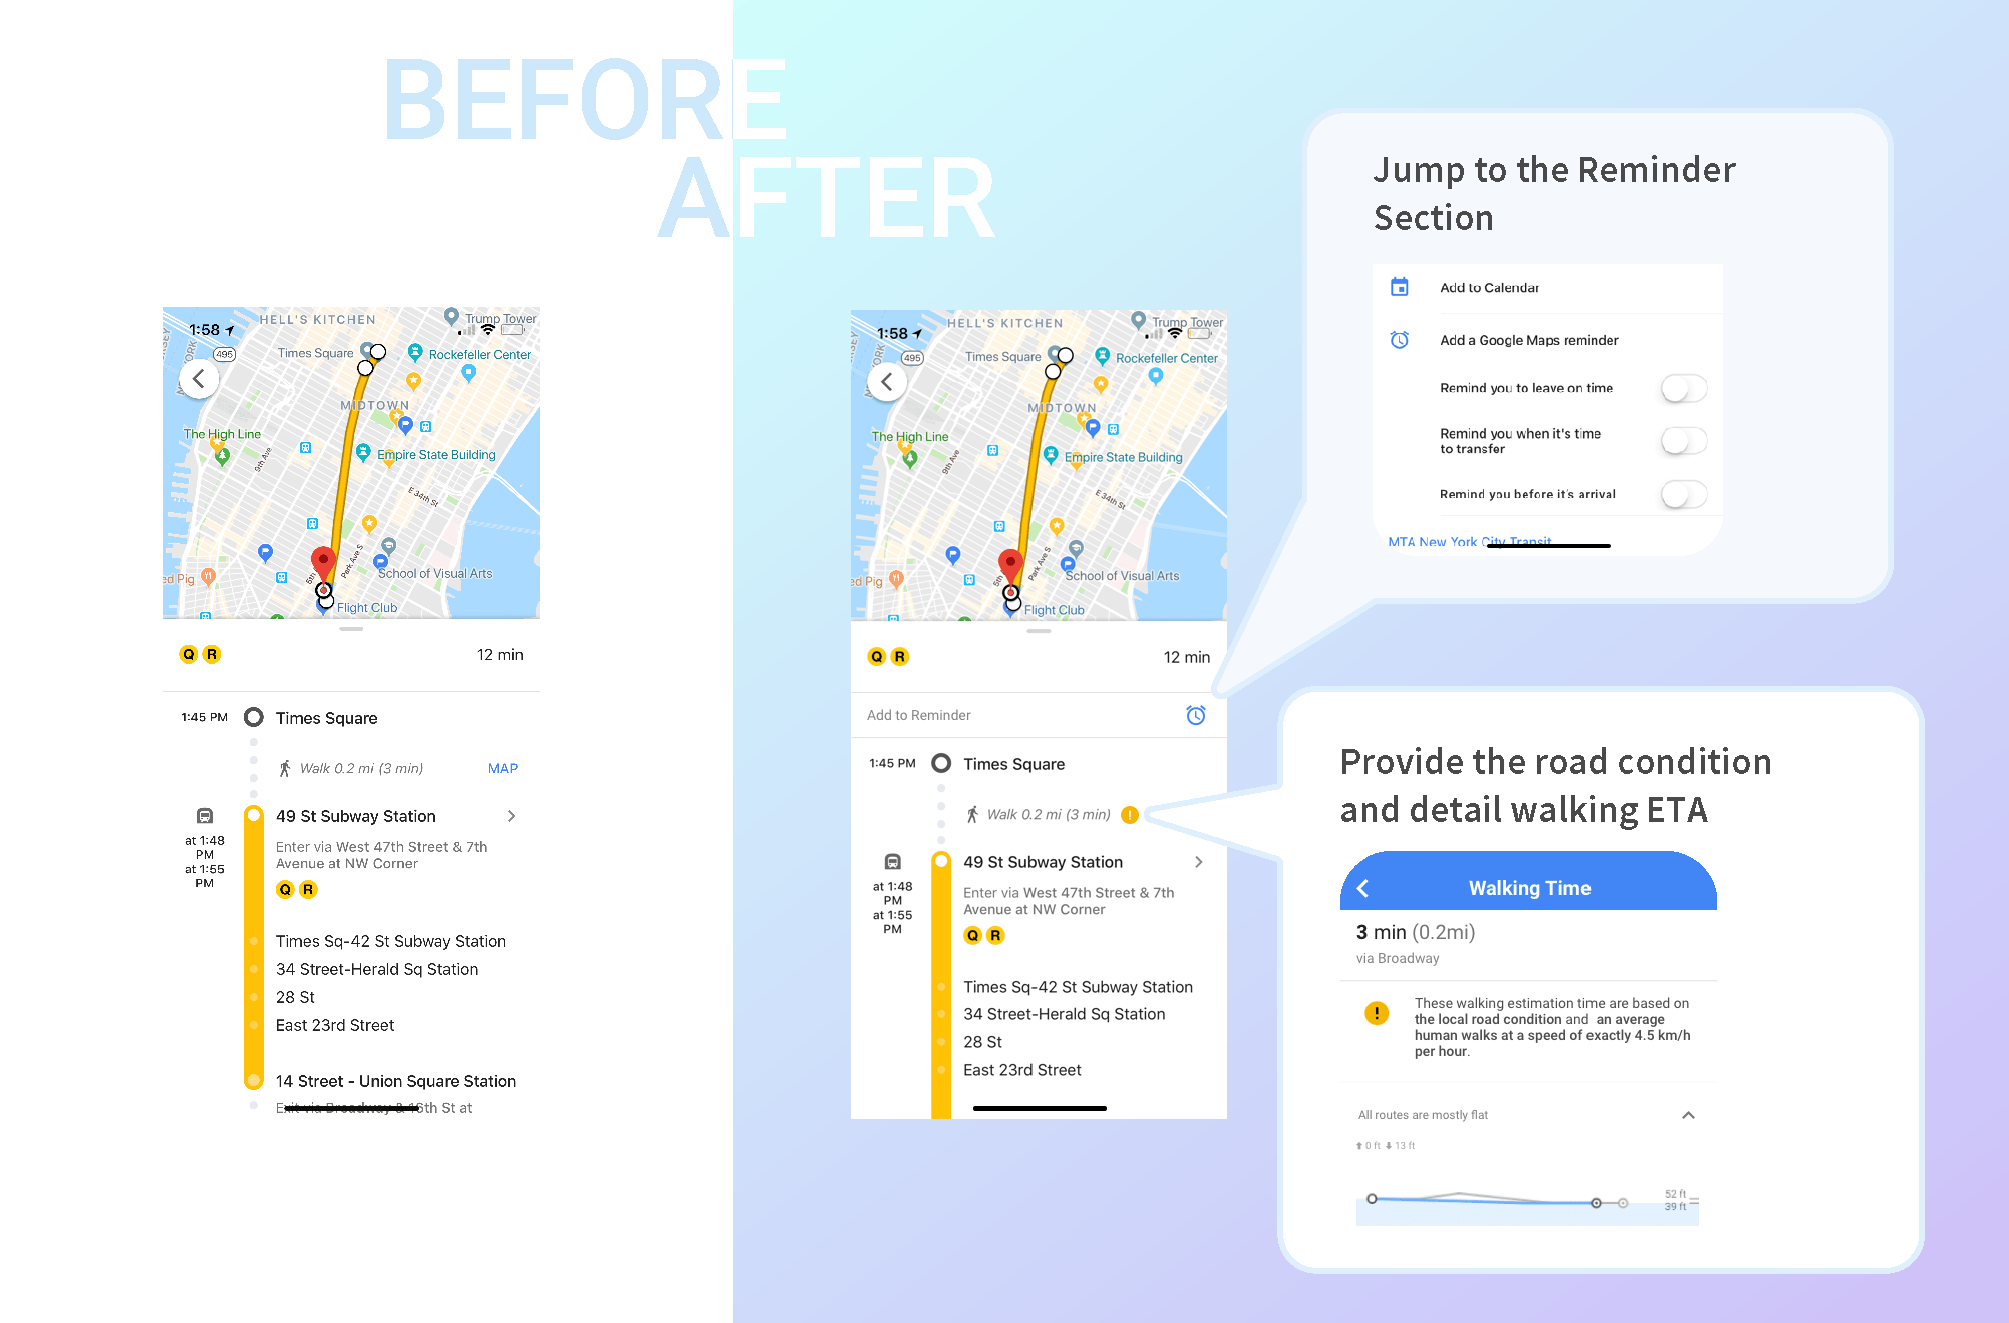 BEFORE
AFTER
1:58
HELL'S KITCHEN
Trump Tower
495
Times Square
Rockefeller Center
MIDTOWN
The High Line
9th Ave
Empire State Building
E 34th St
5th
Park Ave S
School of Visual Arts
ed Pig
Flight Club
Q R
12 min
1:45 PM
Times Square
Walk 0.2 mi (3 min)
MAP
49 St Subway Station
at 1:48
PM
at 1:55
PM
Enter via West 47th Street & 7th
Avenue at NW Corner
Q R
Times Sq-42 St Subway Station
34 Street-Herald Sq Station
28 St
East 23rd Street
14 Street - Union Square Station
Exit via Broadway & 16th St at
1:58
HELL'S KITCHEN
Trump Tower
495
Times Square
Rockefeller Center
MIDTOWN
The High Line
9th Ave
Empire State Building
E 34th St
5th
Park Ave S
School of Visual Arts
ed Pig
Flight Club
Q R
12 min
Add to Reminder
1:45 PM
Times Square
Walk 0.2 mi (3 min)
!
49 St Subway Station
at 1:48
PM
at 1:55
PM
Enter via West 47th Street & 7th
Avenue at NW Corner
Q R
Times Sq-42 St Subway Station
34 Street-Herald Sq Station
28 St
East 23rd Street
Jump to the Reminder
Section
Add to Calendar
Add a Google Maps reminder
Remind you to leave on time
Remind you when it's time
to transfer
Remind you before it's arrival
MTA New York City Transit
Provide the road condition
and detail walking ETA
Walking Time
3 min (0.2mi)
via Broadway
!
These walking estimation time are based on
the local road condition and an average
human walks at a speed of exactly 4.5 km/h
per hour.
All routes are mostly flat
0 ft 13 ft
52 ft
39 ft